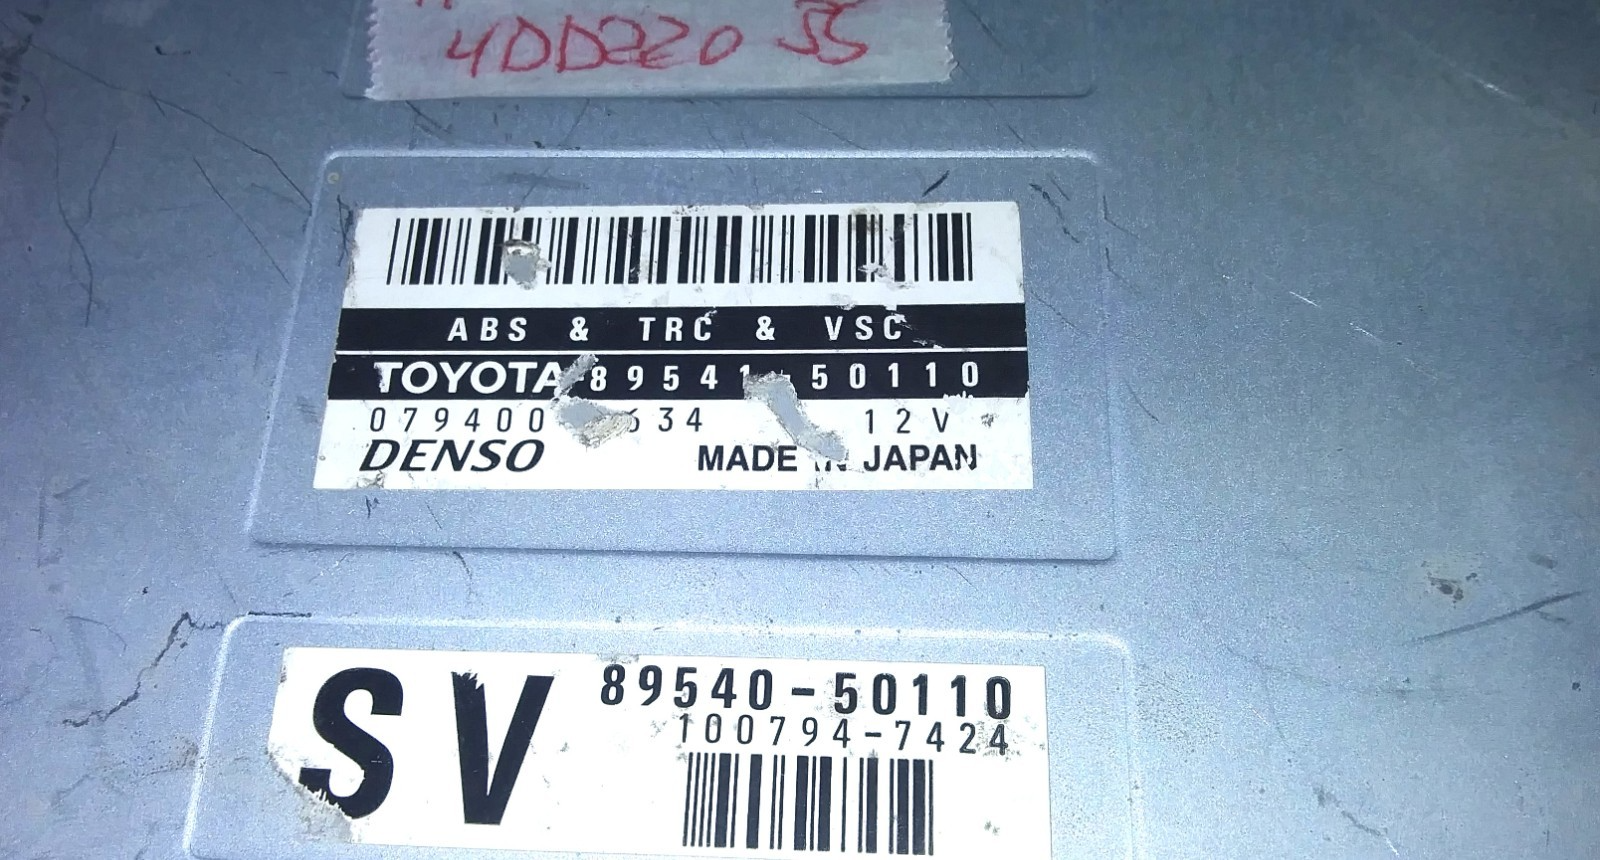 4DD220 55
ABS & TRC & VSC
TOYOTA 89541-50110
079400 634 12V
DENSO MADE IN JAPAN
SV 89540-50110
100794-7424